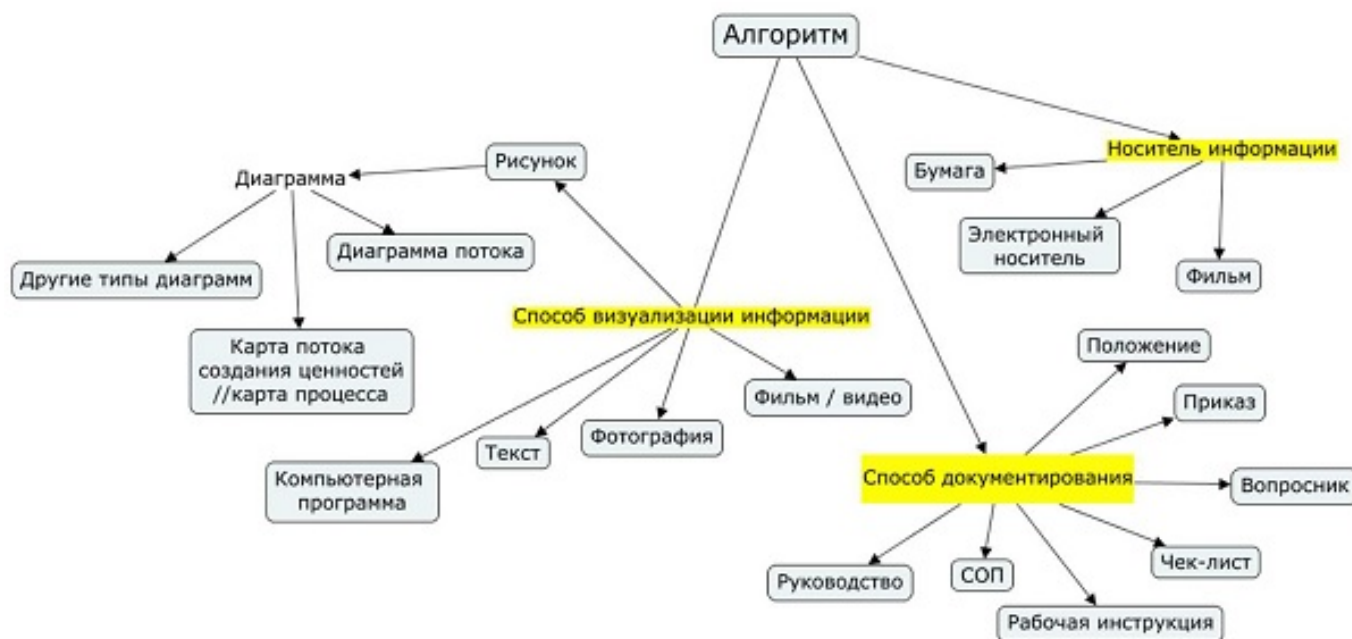 Алгоритм
Носитель информации
Бумага
Электронный
носитель
Фильм
Рисунок
Диаграмма
Диаграмма потока
Другие типы диаграмм
Карта потока
создания ценностей
//карта процесса
Способ визуализации информации
Фильм / видео
Фотография
Текст
Компьютерная
программа
Положение
Приказ
Способ документирования
Вопросник
Чек-лист
Рабочая инструкция
СОП
Руководство